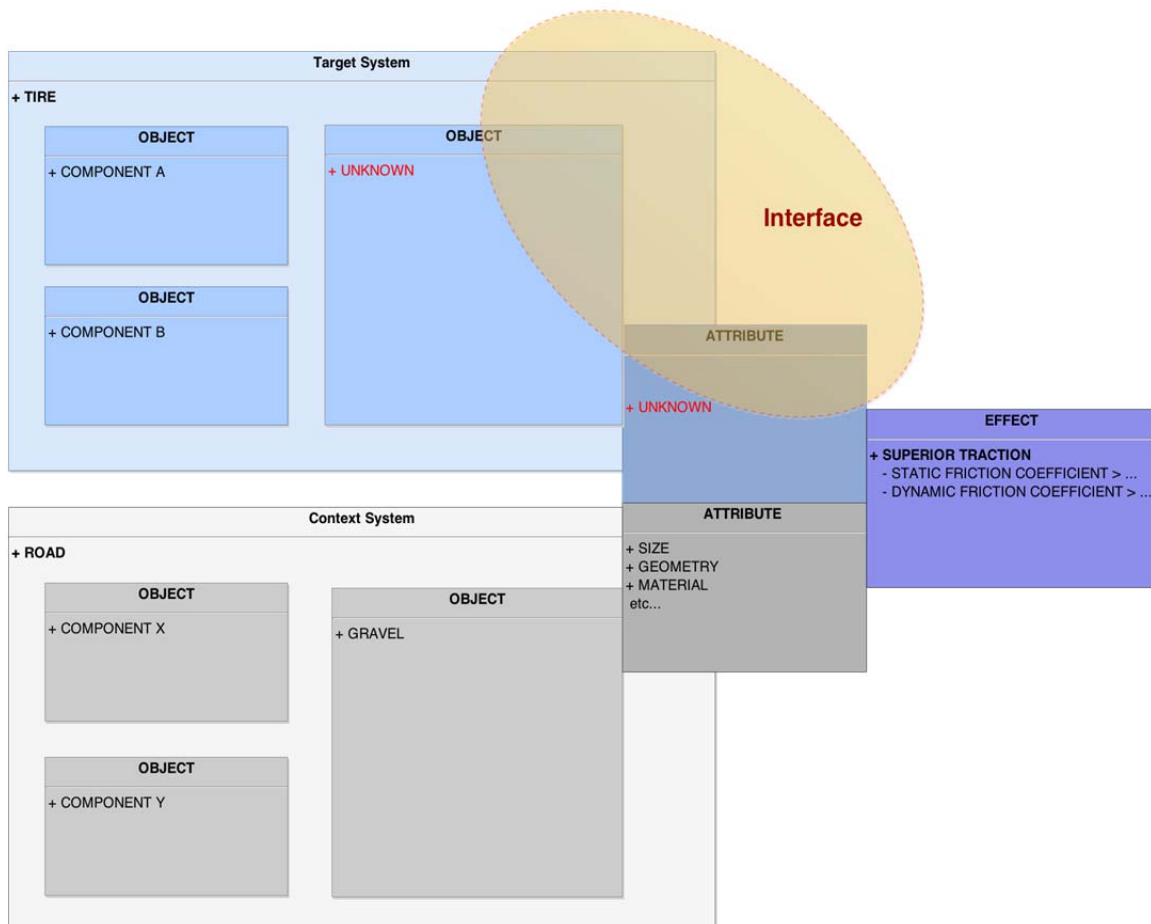 Target System
+ TIRE
OBJECT
+ COMPONENT A
OBJECT
+ COMPONENT B
OBJECT
+ UNKNOWN
Interface
ATTRIBUTE
+ UNKNOWN
EFFECT
+ SUPERIOR TRACTION
- STATIC FRICTION COEFFICIENT > ...
- DYNAMIC FRICTION COEFFICIENT > ...
Context System
+ ROAD
OBJECT
+ COMPONENT X
OBJECT
+ COMPONENT Y
OBJECT
+ GRAVEL
ATTRIBUTE
+ SIZE
+ GEOMETRY
+ MATERIAL
etc...